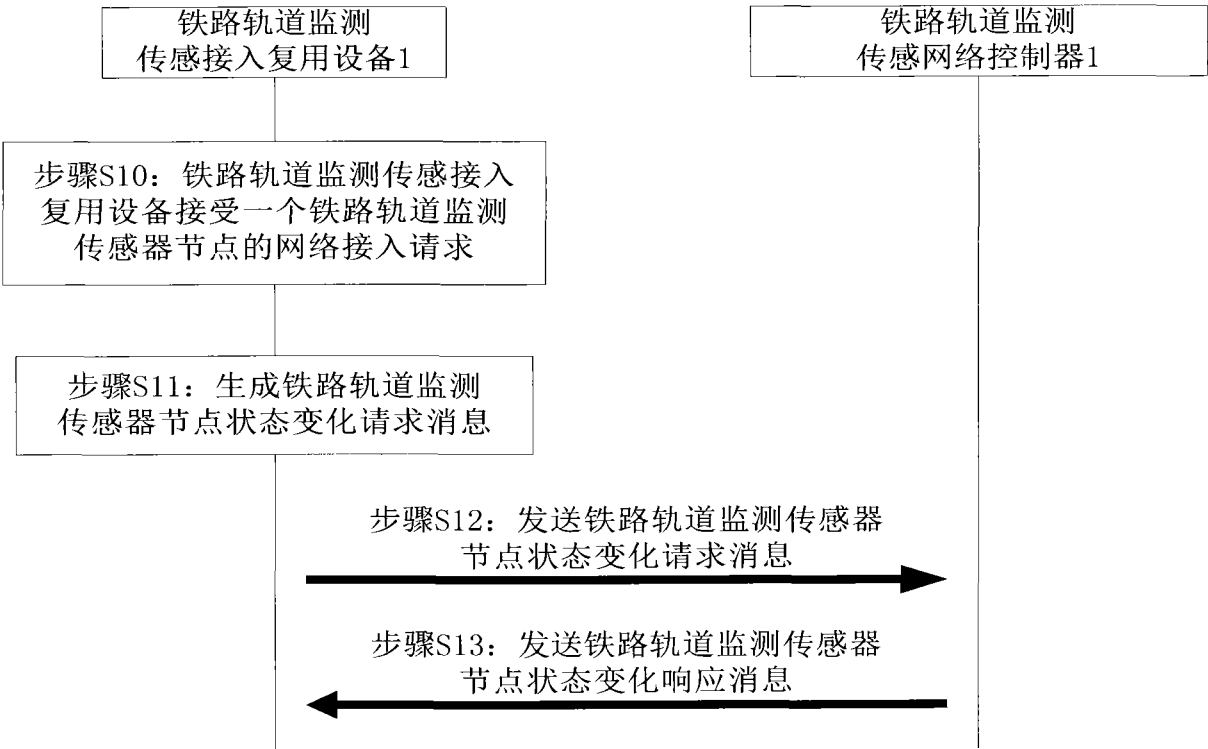 铁路轨道监测
传感接入复用设备1
铁路轨道监测
传感网络控制器1
步骤S10：铁路轨道监测传感接入
复用设备接受一个铁路轨道监测
传感器节点的网络接入请求
步骤S11：生成铁路轨道监测
传感器节点状态变化请求消息
步骤S12：发送铁路轨道监测传感器
节点状态变化请求消息
步骤S13：发送铁路轨道监测传感器
节点状态变化响应消息